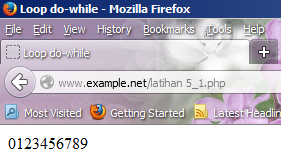 Loop do-while - Mozilla Firefox
File Edit View History Bookmarks Tools Help
Loop do-while
www.example.net/latihan 5_1.php
Most Visited Getting Started Latest Headlines
0123456789